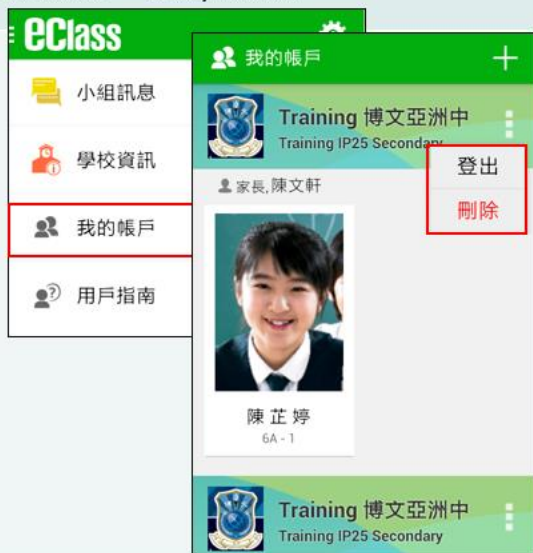 eClass
小組訊息
學校資訊
我的帳戶
用戶指南
我的帳戶
Training 博文亞洲中
Training IP25 Secondary
登出
刪除
家長, 陳文軒
陳芷婷
6A - 1
Training 博文亞洲中
Training IP25 Secondary